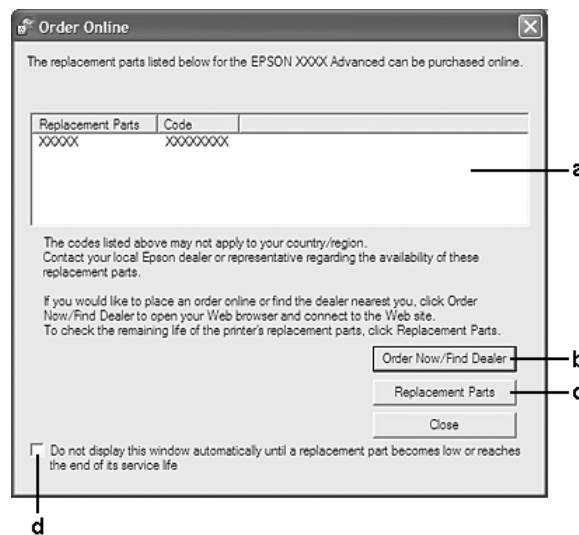 Order Online
The replacement parts listed below for the EPSON XXXX Advanced can be purchased online.
Replacement Parts Code
XXXXX XXXXXXXX
a
The codes listed above may not apply to your country/region.
Contact your local Epson dealer or representative regarding the availability of these
replacement parts.
If you would like to place an order online or find the dealer nearest you, click Order
Now/Find Dealer to open your Web browser and connect to the Web site.
To check the remaining life of the printer's replacement parts, click Replacement Parts.
Order Now/Find Dealer b
Replacement Parts
Close
Do not display this window automatically until a replacement part becomes low or reaches
the end of its service life
d